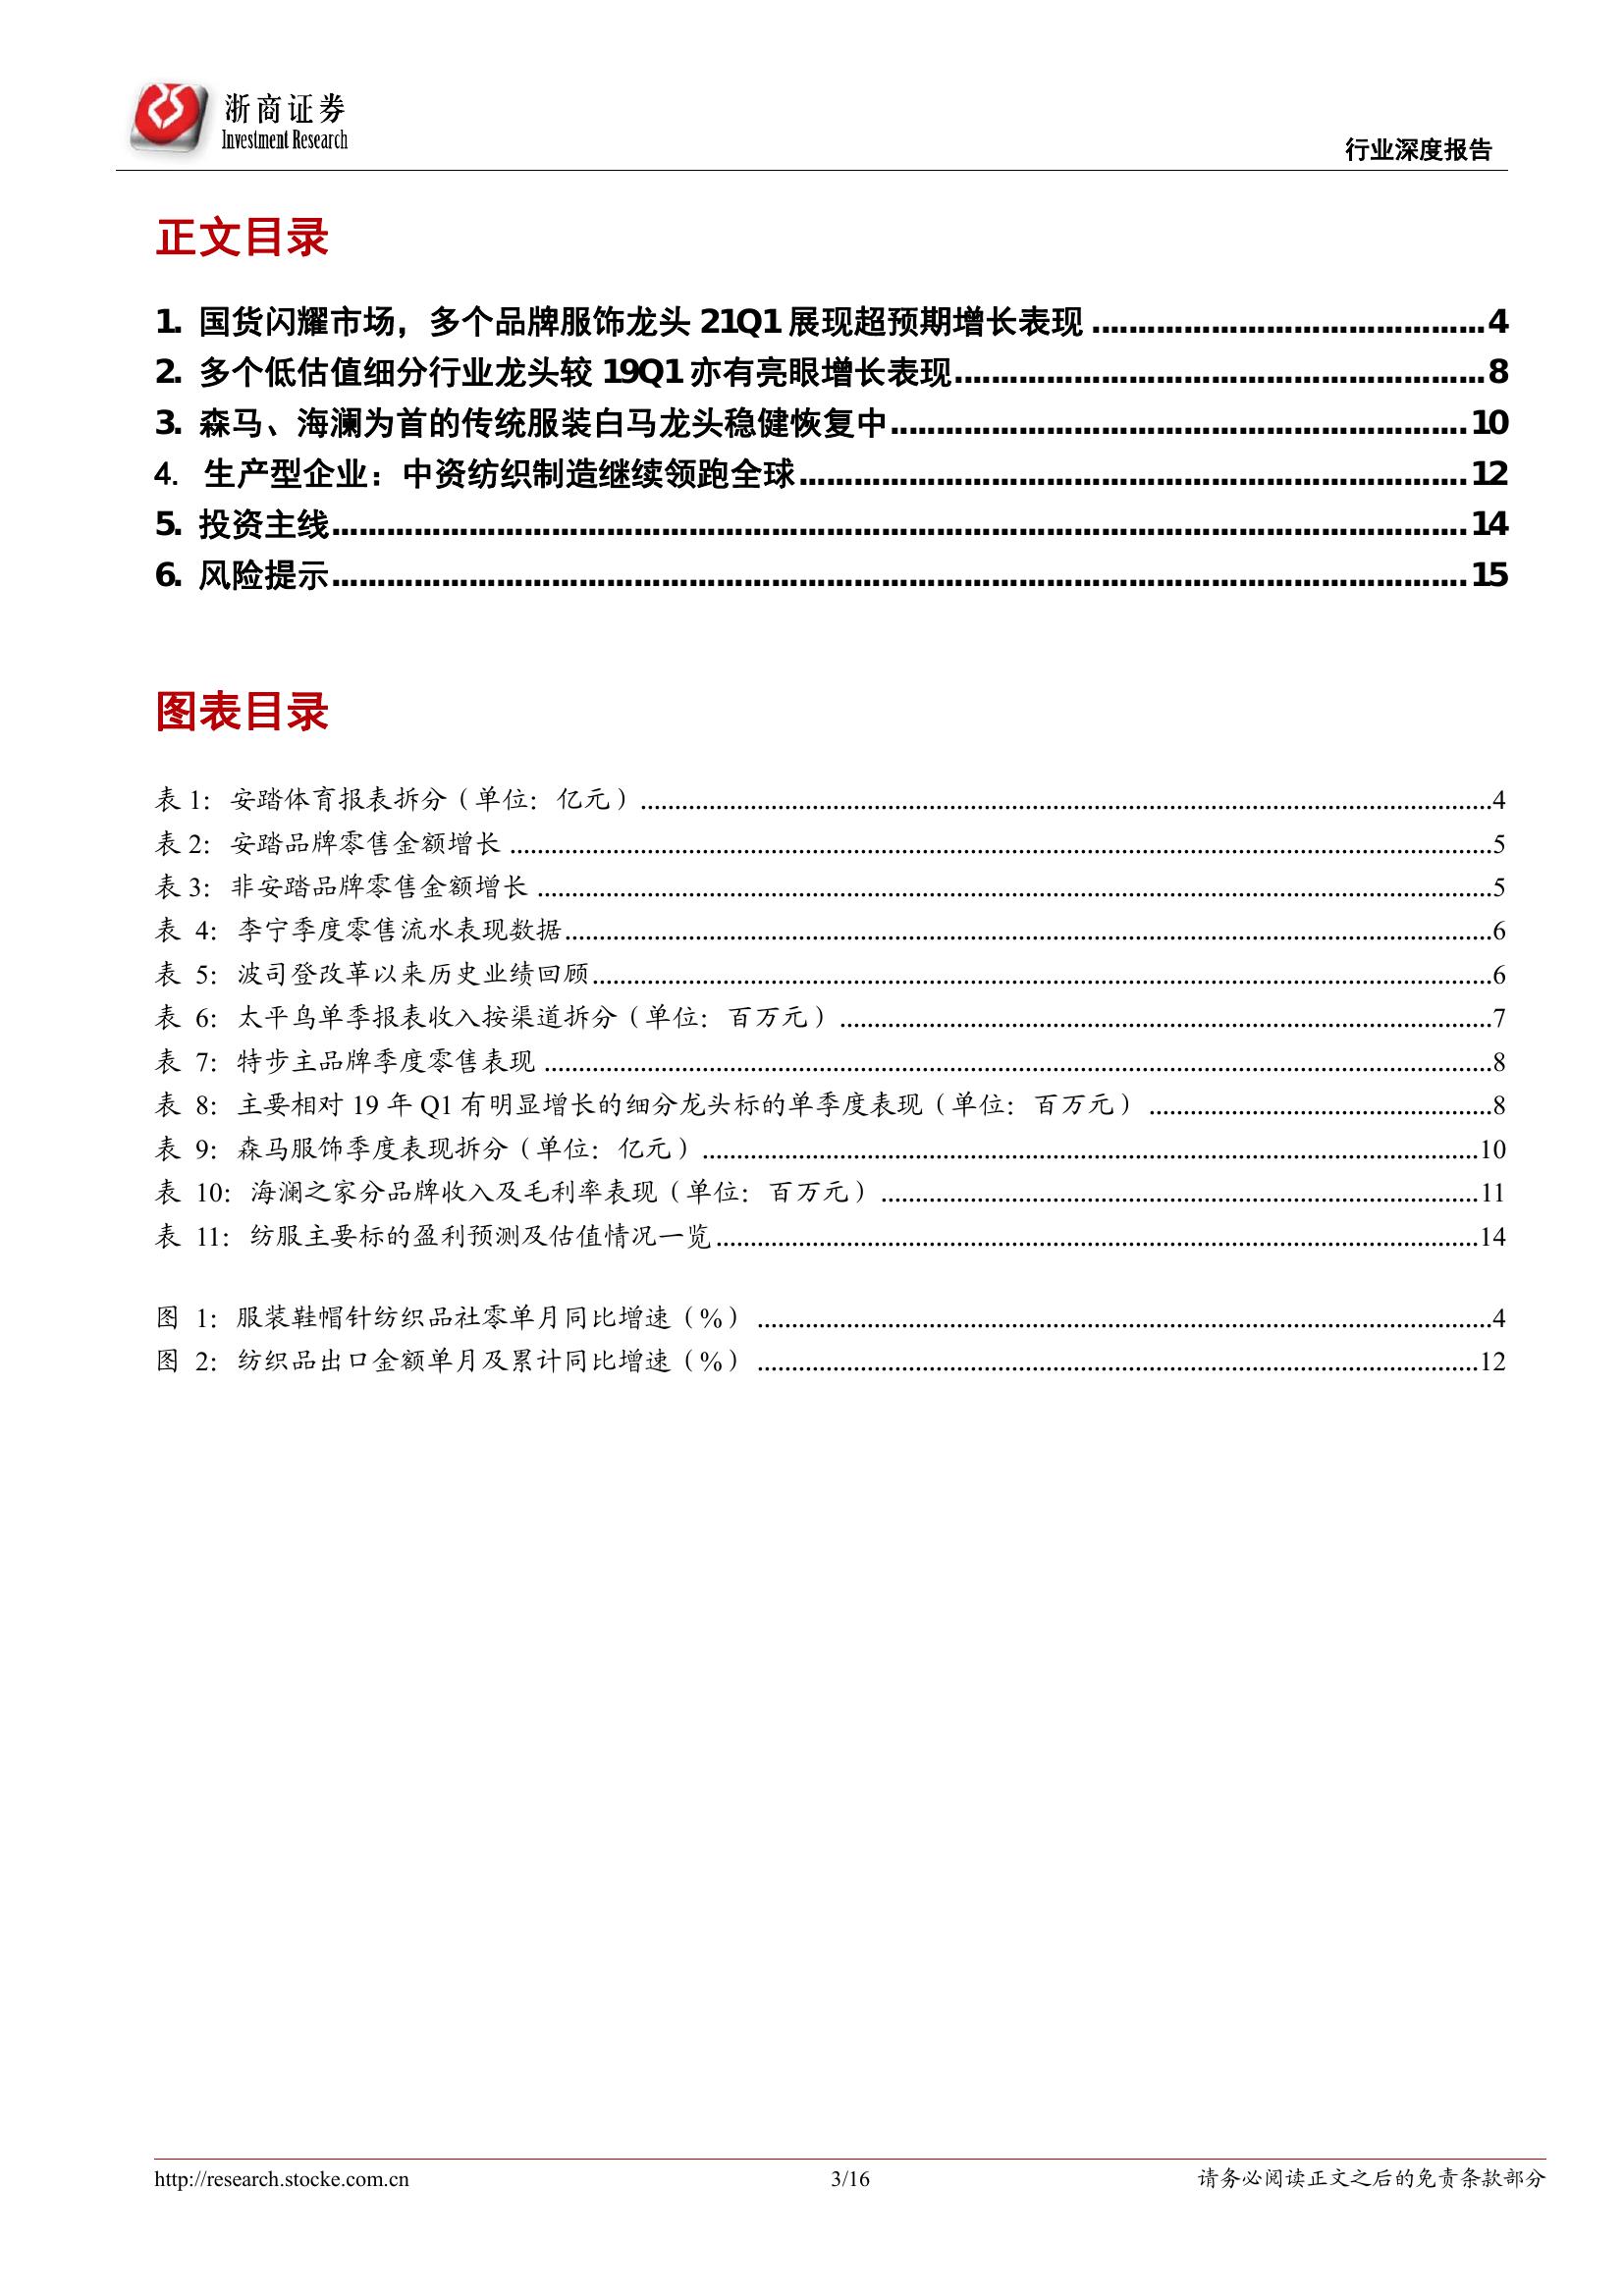 浙商证券
Investment Research
行业深度报告
正文目录
1. 国货闪耀市场，多个品牌服饰龙头 21Q1 展现超预期增长表现 ........................................ 4
2. 多个低估值细分行业龙头较 19Q1 亦有亮眼增长表现 ........................................ 8
3. 森马、海澜为首的传统服装白马龙头稳健恢复中 ........................................ 10
4. 生产型企业：中资纺织制造继续领跑全球 ........................................ 12
5. 投资主线 ........................................ 14
6. 风险提示 ........................................ 15
图表目录
表 1：安踏体育报表拆分（单位：亿元） ........................................ 4
表 2：安踏品牌零售金额增长 ........................................ 5
表 3：非安踏品牌零售金额增长 ........................................ 5
表 4：李宁季度零售流水表现数据 ........................................ 6
表 5：波司登改革以来历史业绩回顾 ........................................ 6
表 6：太平鸟单季报表收入按渠道拆分（单位：百万元） ........................................ 7
表 7：特步主品牌季度零售表现 ........................................ 8
表 8：主要相对 19 年 Q1 有明显增长的细分龙头标的单季度表现（单位：百万元） ........................................ 8
表 9：森马服饰季度表现拆分（单位：亿元） ........................................ 10
表 10：海澜之家分品牌收入及毛利率表现（单位：百万元） ........................................ 11
表 11：纺服主要标的盈利预测及估值情况一览 ........................................ 14
图 1：服装鞋帽针纺织品社零单月同比增速（%） ........................................ 4
图 2：纺织品出口金额单月及累计同比增速（%） ........................................ 12
http://research.stocke.com.cn
3/16
请务必阅读正文之后的免责条款部分